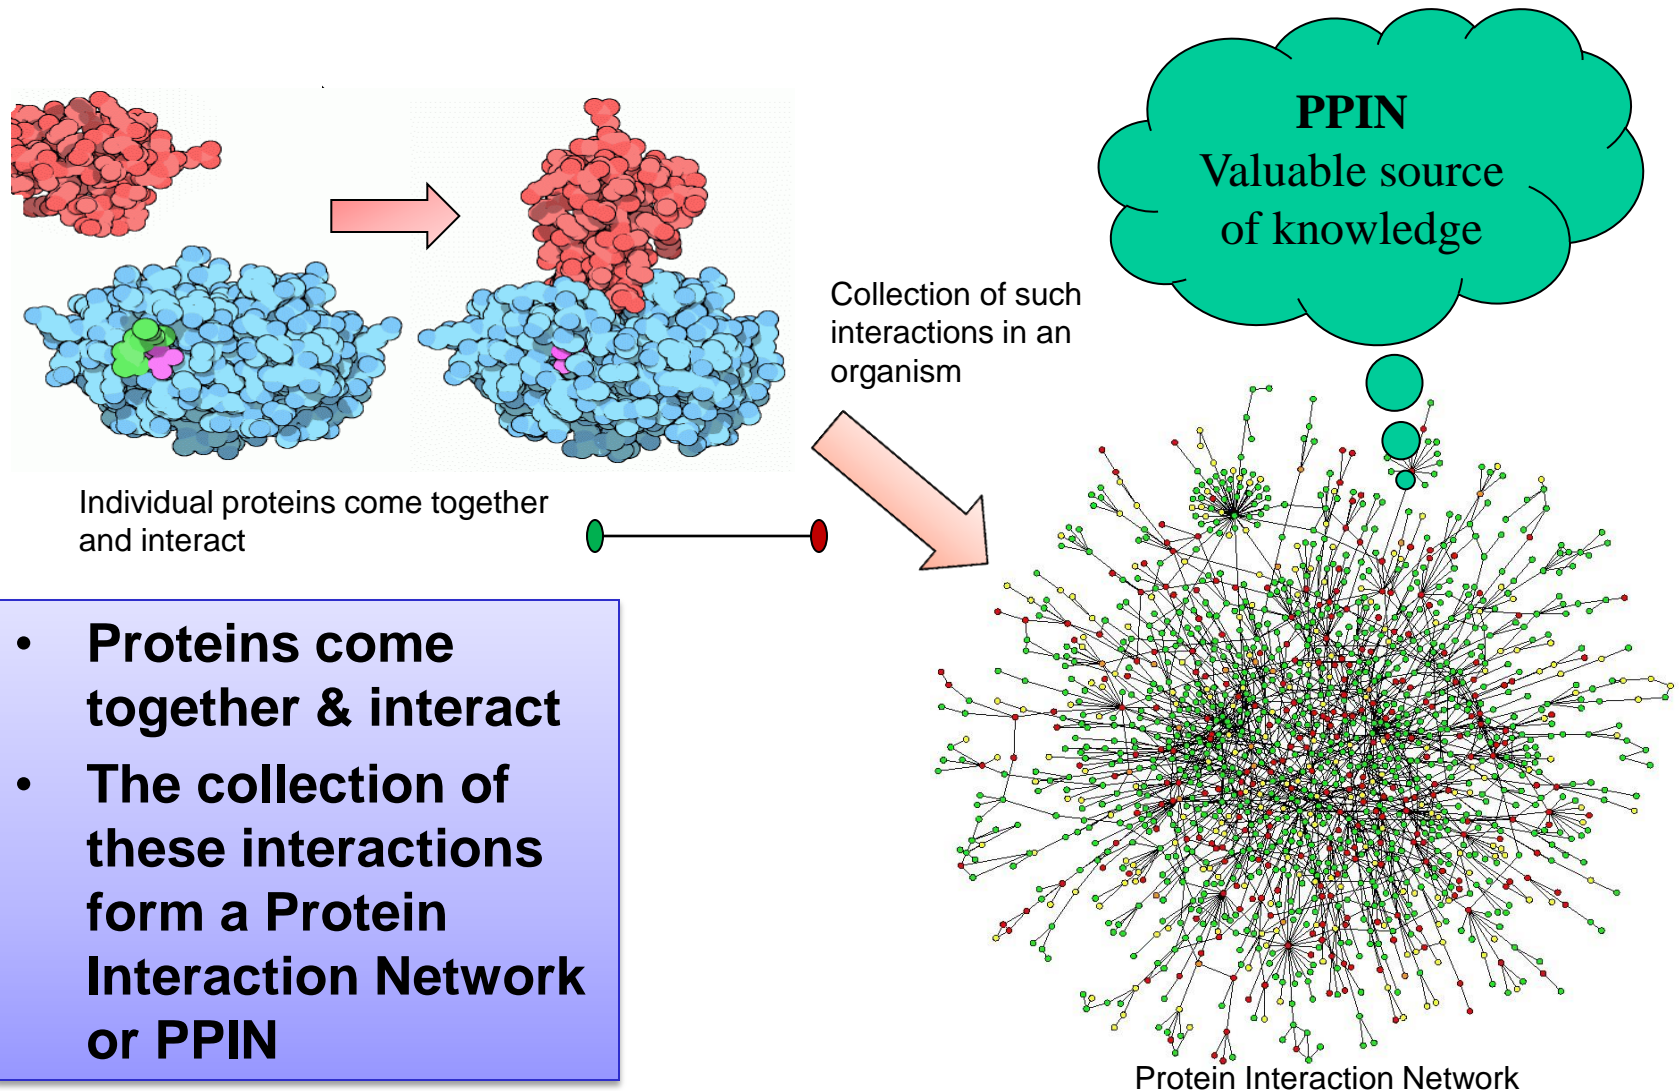 PPIN
Valuable source
of knowledge
Collection of such
interactions in an
organism
Individual proteins come together
and interact
• Proteins come
together & interact
• The collection of
these interactions
form a Protein
Interaction Network
or PPIN
Protein Interaction Network